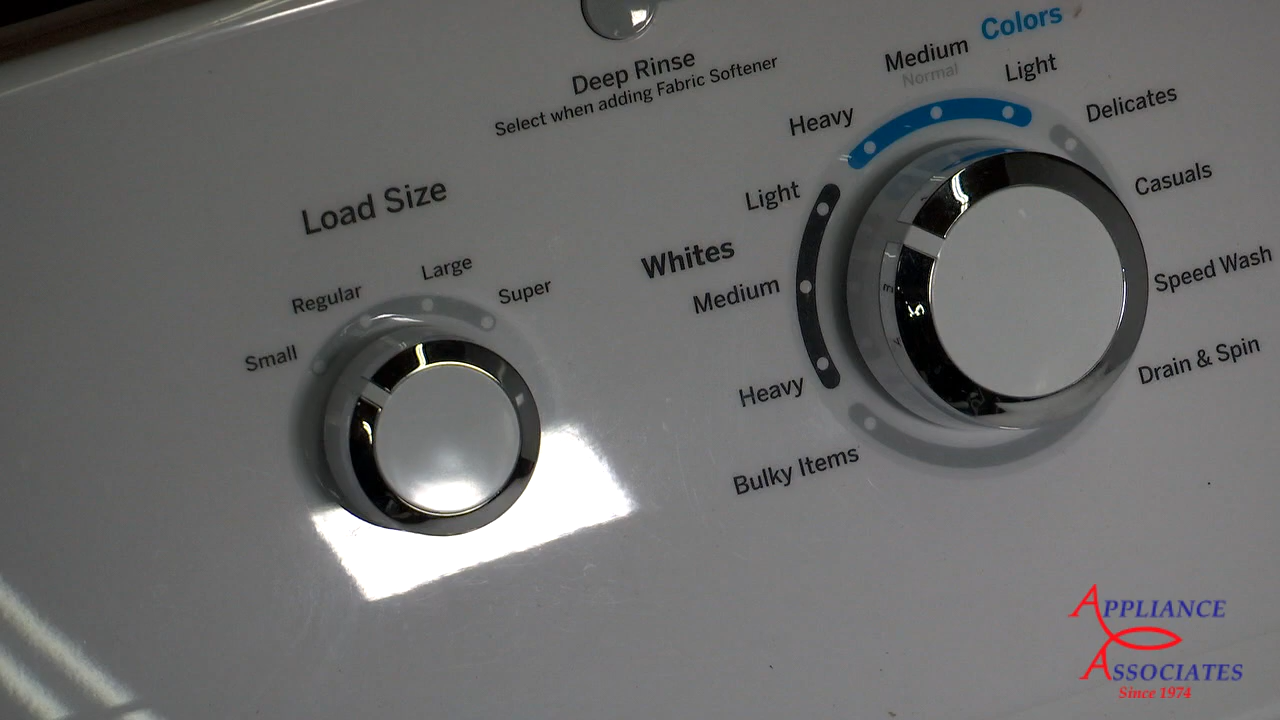 Deep Rinse
Select when adding Fabric Softener
Colors
Medium
Normal
Light
Heavy
Delicates
Casuals
Speed Wash
Drain & Spin
Light
Whites
Medium
Heavy
Bulky Items
Load Size
Small
Regular
Large
Super
APPLIANCE
ASSOCIATES
Since 1974